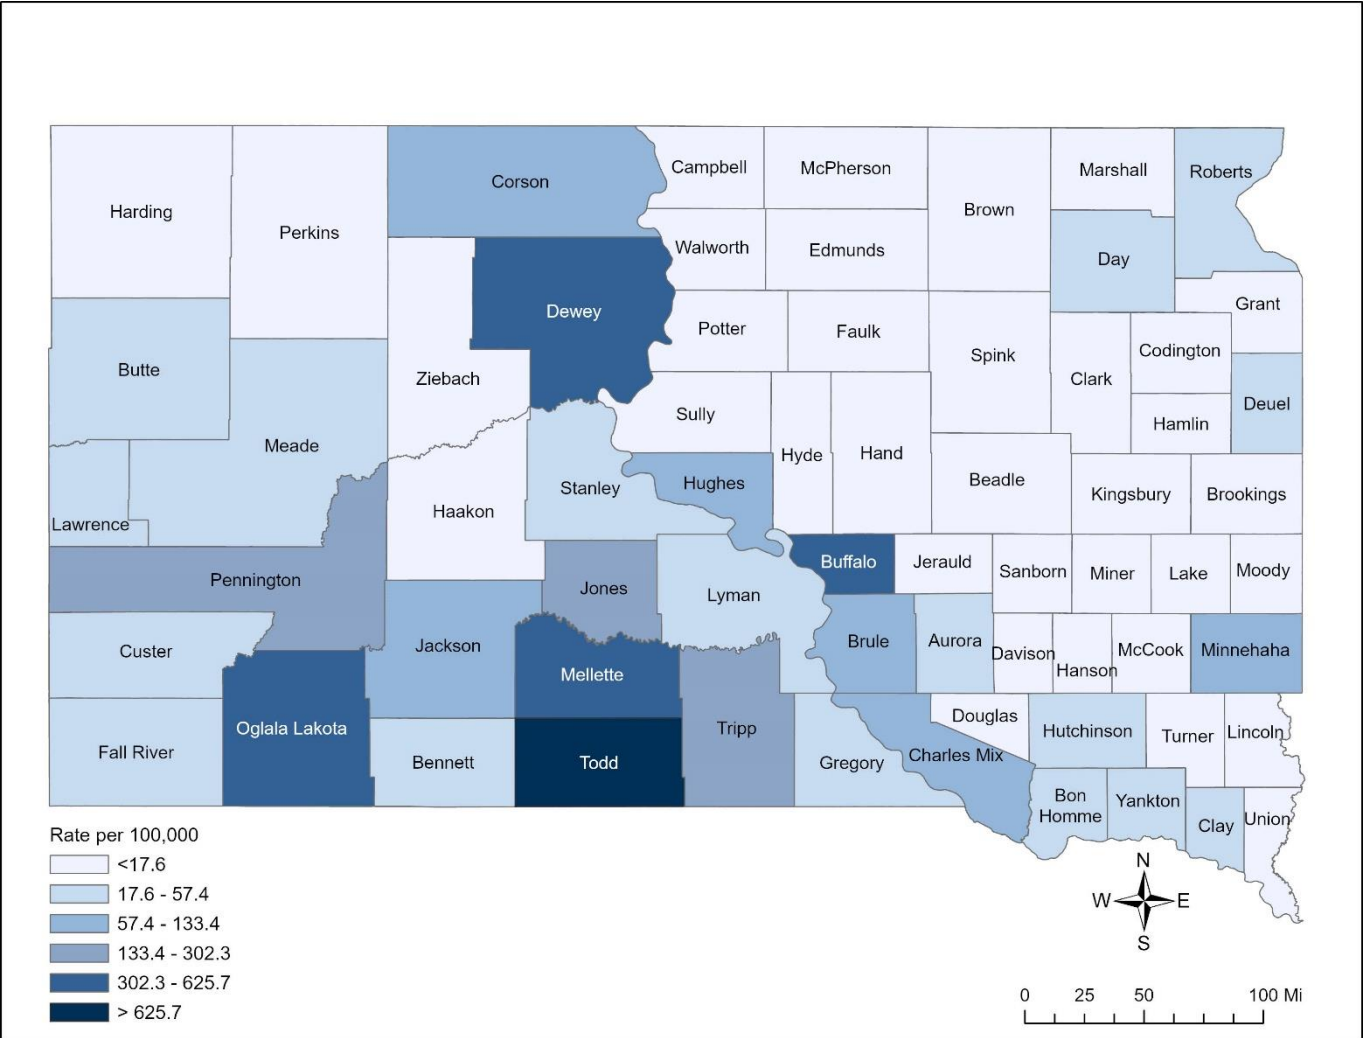 Campbell
McPherson
Marshall
Roberts
Corson
Harding
Perkins
Brown
Walworth
Edmunds
Day
Dewey
Grant
Potter
Faulk
Spink
Codington
Butte
Ziebach
Clark
Deuel
Sully
Hamlin
Meade
Hyde
Hand
Beadle
Hughes
Stanley
Kingsbury
Brookings
Haakon
Lawrence
Buffalo
Jerauld
Sanborn
Miner
Lake
Moody
Pennington
Jones
Lyman
Custer
Jackson
Brule
Aurora
Davison
Hanson
McCook
Minnehaha
Mellette
Oglala Lakota
Tripp
Douglas
Hutchinson
Turner
Lincoln
Fall River
Bennett
Todd
Gregory
Charles Mix
Bon
Homme
Yankton
Clay
Union
Rate per 100,000
<17.6
17.6 - 57.4
57.4 - 133.4
133.4 - 302.3
302.3 - 625.7
> 625.7
N
W
E
S
0 25 50 100 Mi